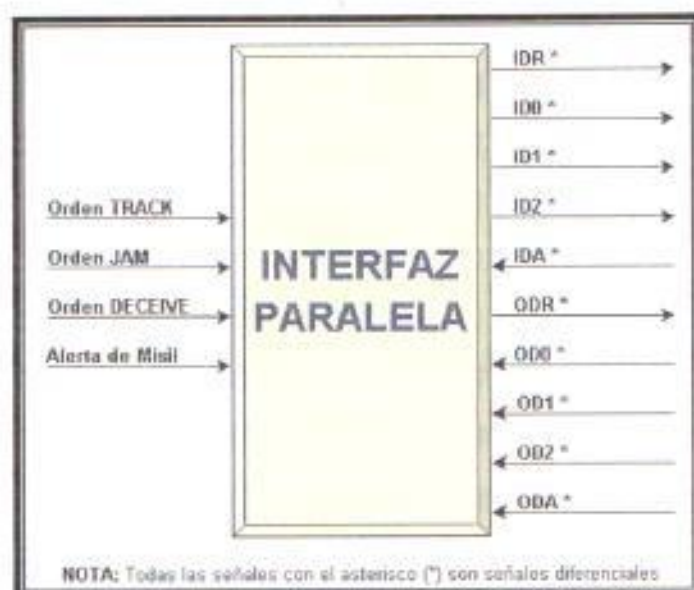 IDR *
ID0 *
ID1 *
Orden TRACK
ID2 *
Orden JAM
IDA *
INTERFAZ
PARALELA
Orden DECEIVE
ODR *
Alerta de Misil
OD0 *
OD1 *
OD2 *
ODA *
NOTA: Todas las señales con el asterisco (*) son señales diferenciales